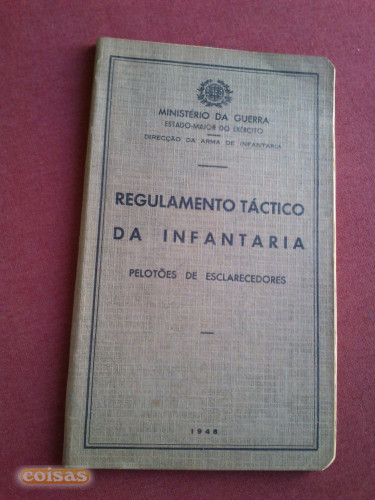 MINISTÉRIO DA GUERRA
ESTADO-MAIOR DO EXÉRCITO
DIRECÇÃO DA ARMA DE INFANTARIA
REGULAMENTO TÁCTICO
DA INFANTARIA
PELOTÕES DE ESCLARECEDORES
1948
coisas